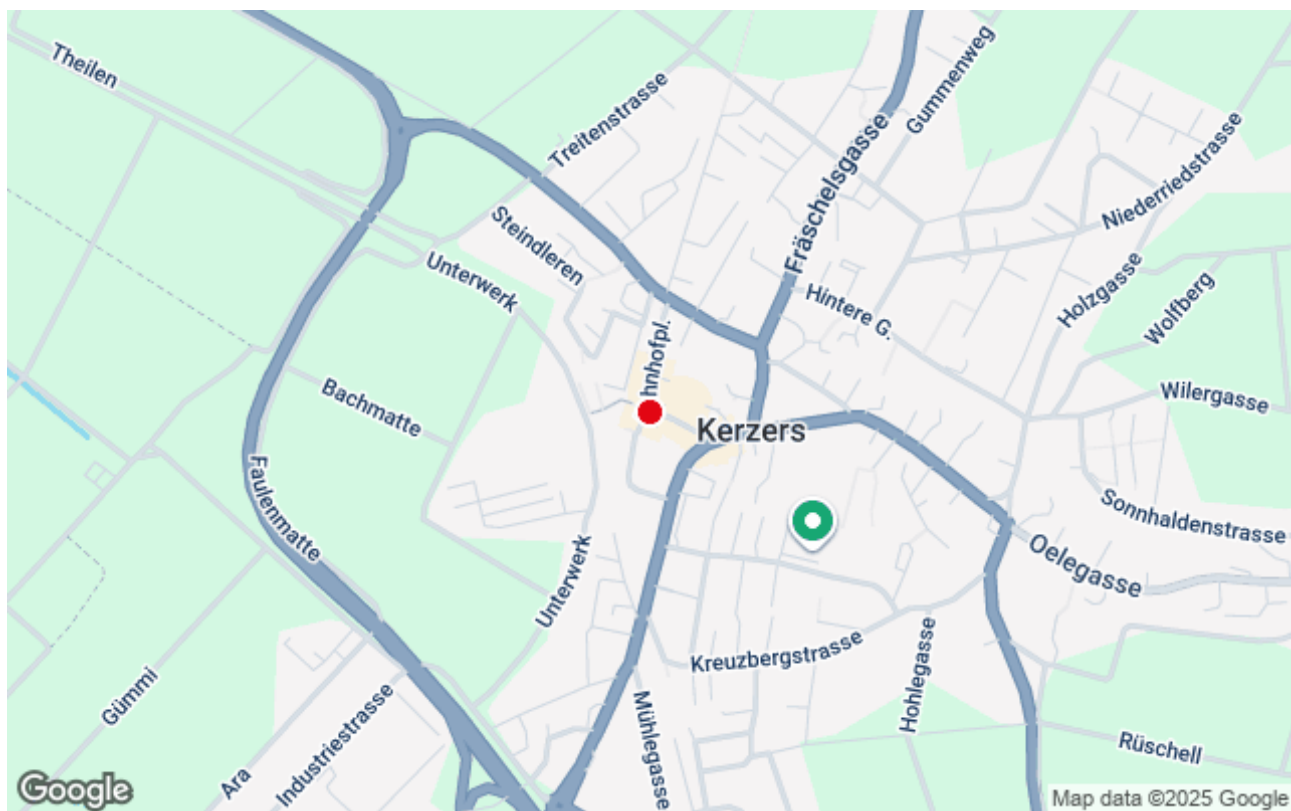 Theilen
Treitenstrasse
Gummenweg
Fräschelsgasse
Niederriedstrasse
Steindleren
Unterwerk
Hintere G.
Holzgasse
Wolfberg
hnhofpl.
Bachmatte
Wilergasse
Kerzers
Faulenmatte
Sonnhaldenstrasse
Oelegasse
Unterwerk
Kreuzbergstrasse
Hohlegasse
Gümmi
Mühlegasse
Industriestrasse
Ara
Rüschell
Google
Map data ©2025 Google